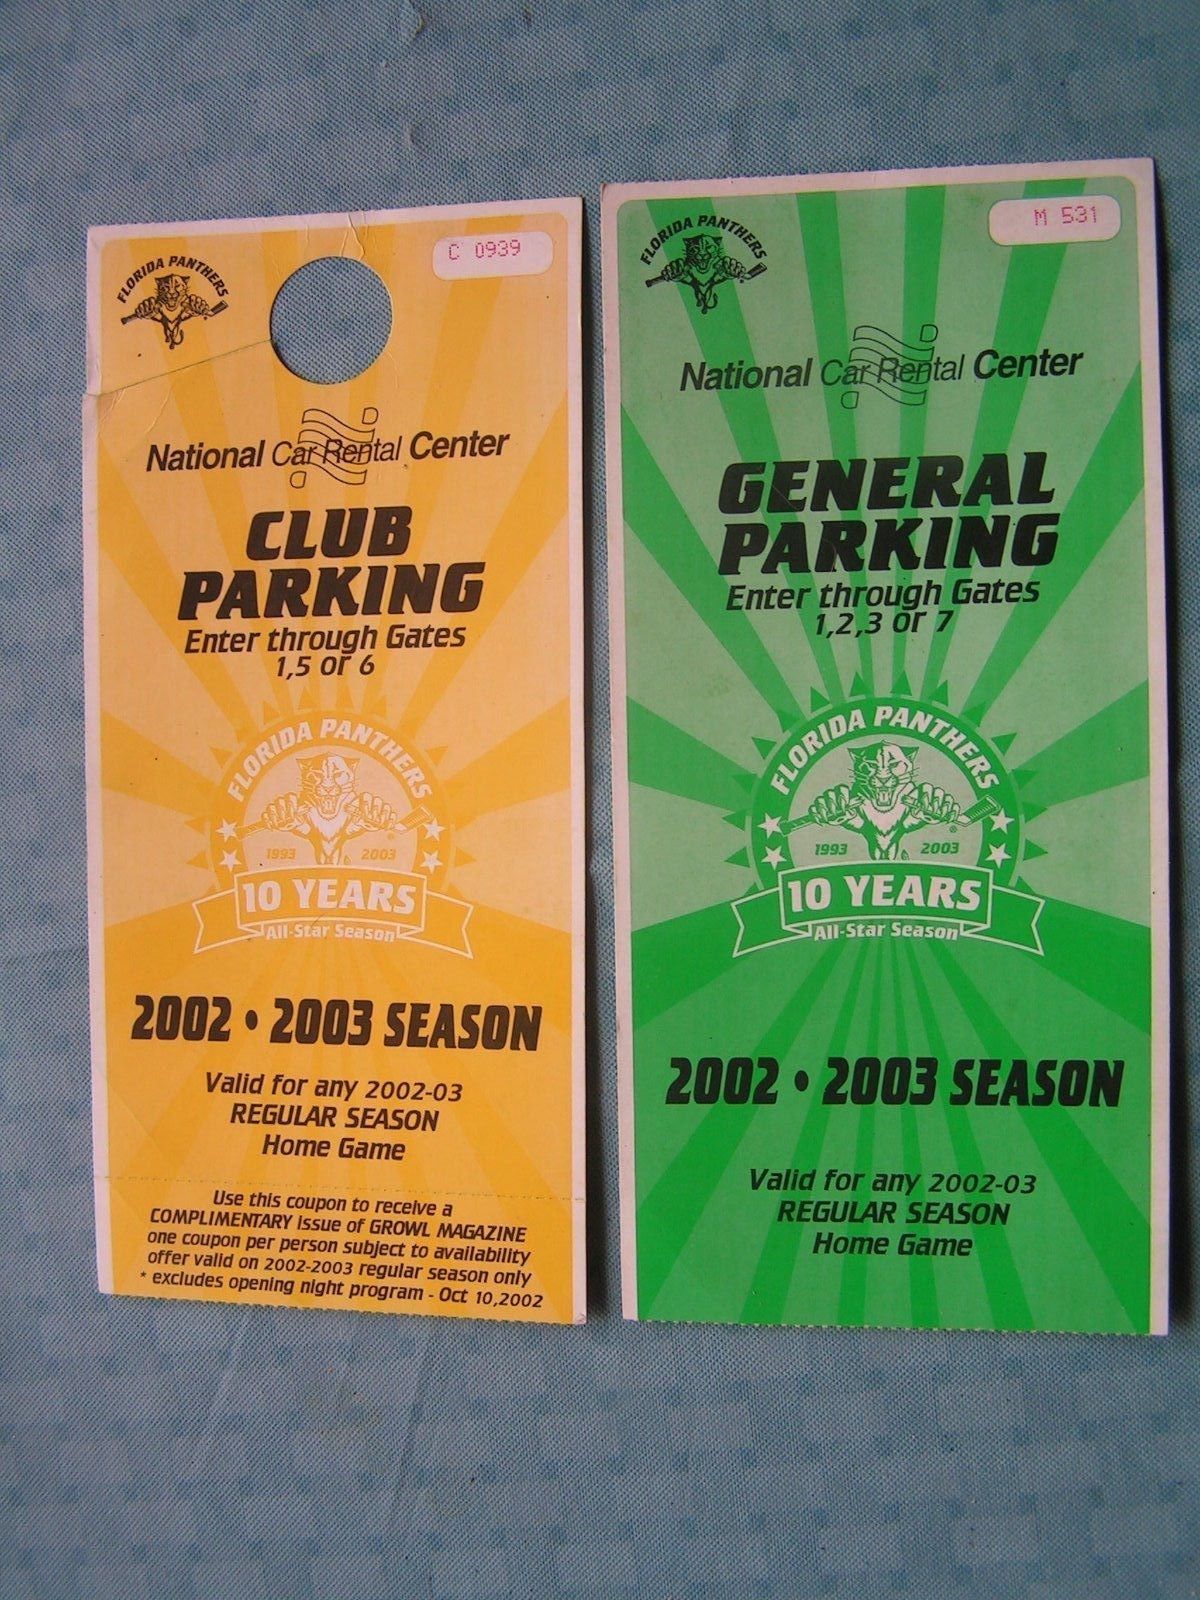 FLORIDA PANTHERS
C 0939
National Car Rental Center
CLUB
PARKING
Enter through Gates
1,5 or 6
FLORIDA PANTHERS
1993 2003
10 YEARS
All-Star Season
2002 • 2003 SEASON
Valid for any 2002-03
REGULAR SEASON
Home Game
Use this coupon to receive a
COMPLIMENTARY issue of GROWL MAGAZINE
one coupon per person subject to availability
offer valid on 2002-2003 regular season only
* excludes opening night program - Oct 10,2002
FLORIDA PANTHERS
M 531
National Car Rental Center
GENERAL
PARKING
Enter through Gates
1,2,3 or 7
FLORIDA PANTHERS
1993 2003
10 YEARS
All-Star Season
2002 • 2003 SEASON
Valid for any 2002-03
REGULAR SEASON
Home Game